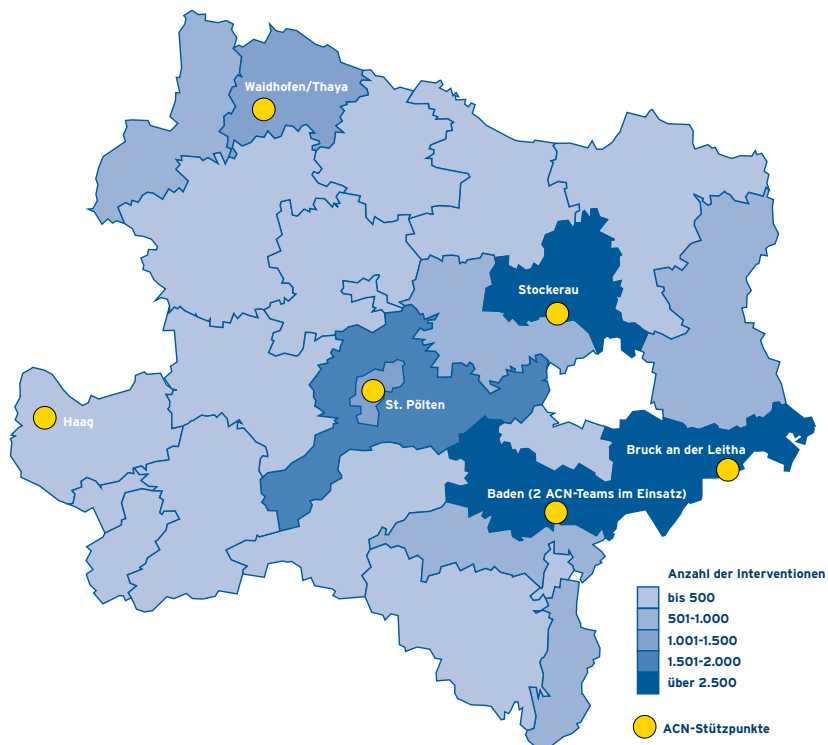 Waidhofen/Thaya
Stockerau
St. Pölten
Haag
Bruck an der Leitha
Baden (2 ACN-Teams im Einsatz)
Anzahl der Interventionen
bis 500
501-1.000
1.001-1.500
1.501-2.000
über 2.500
ACN-Stützpunkte